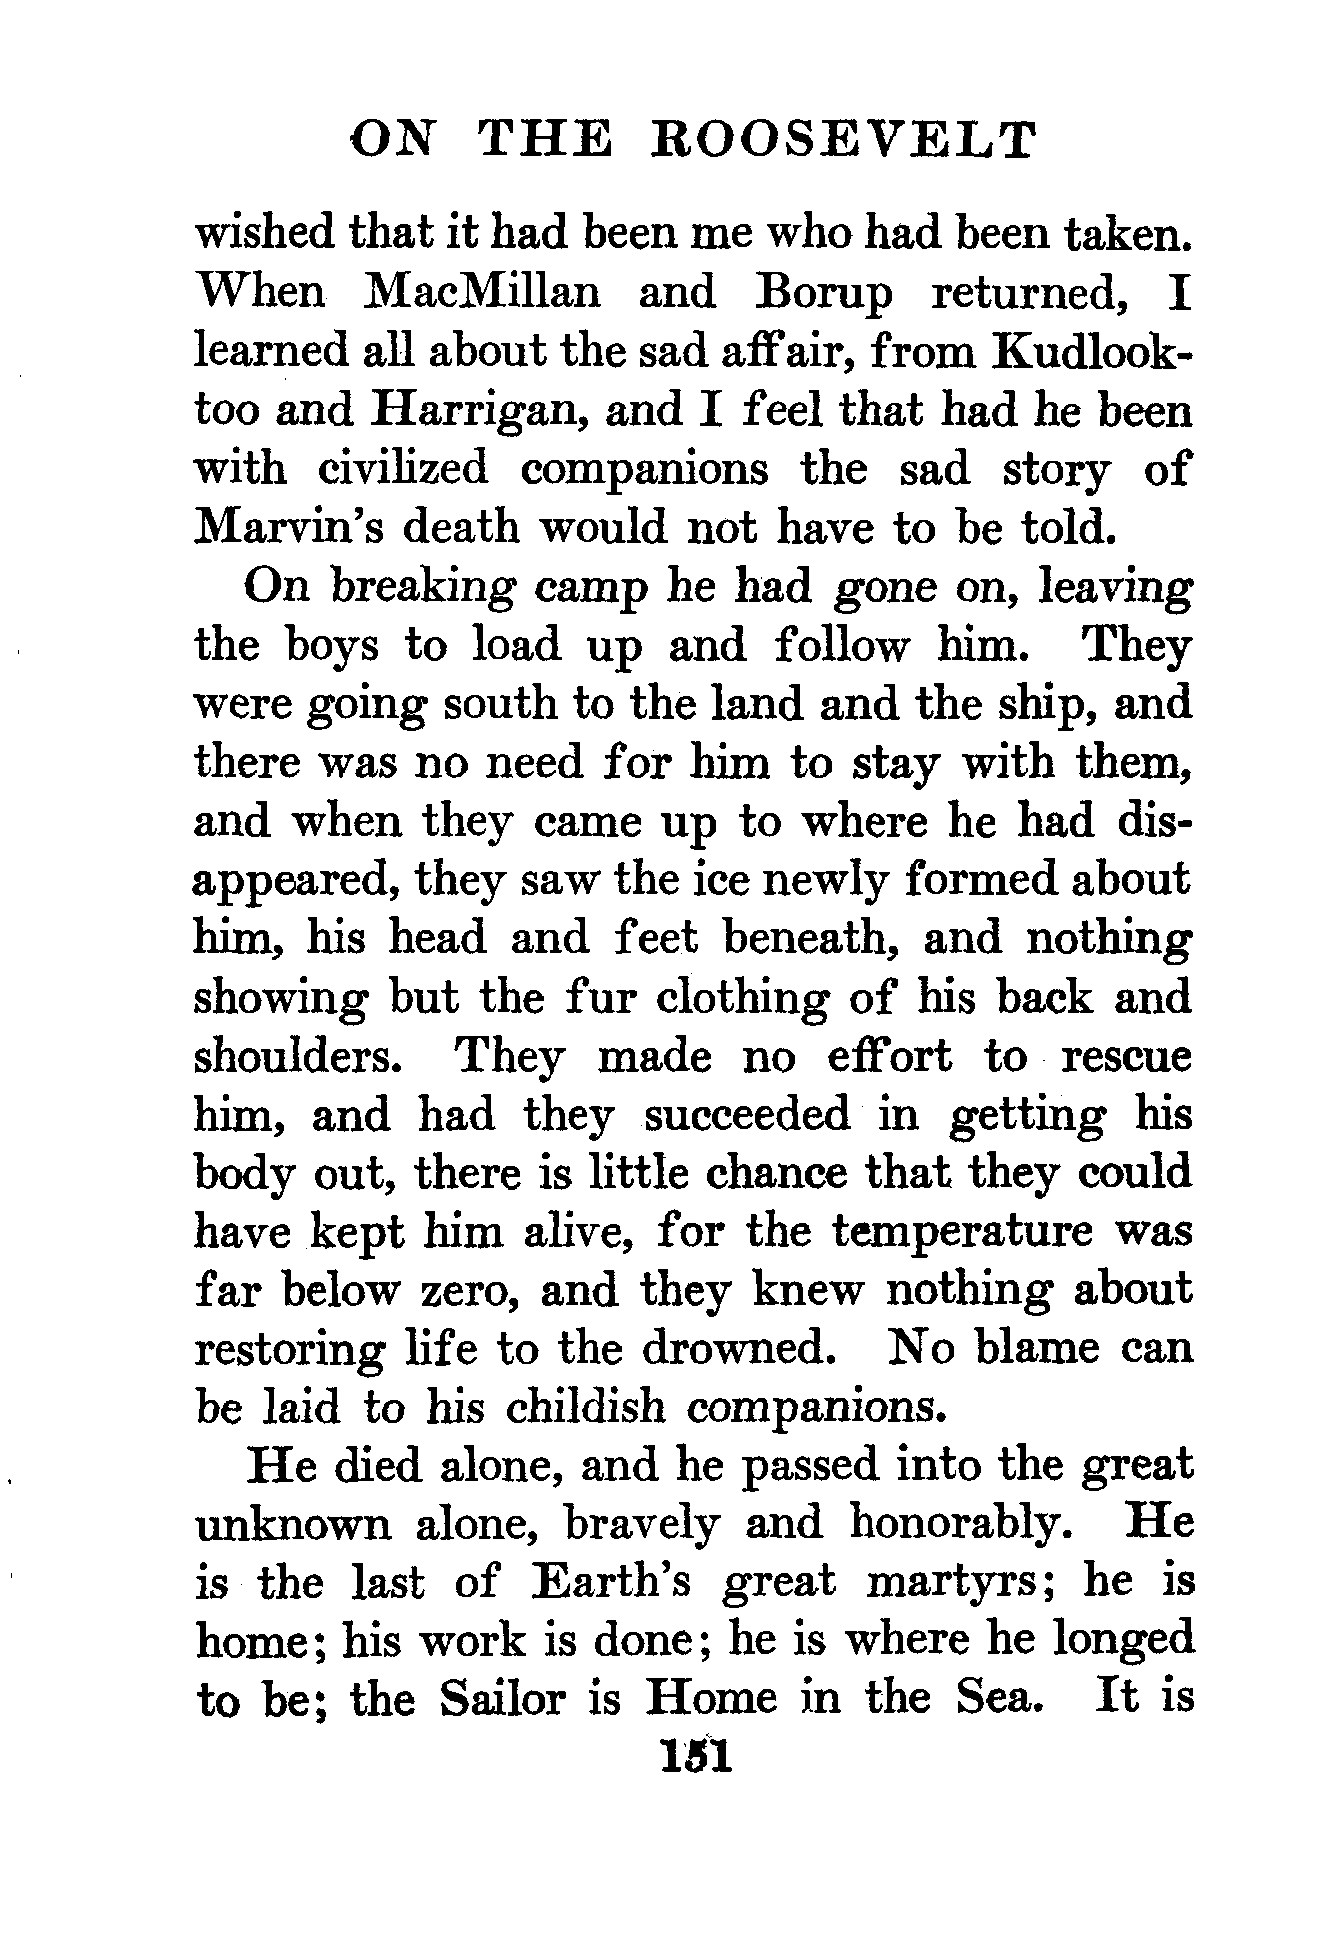 ON THE ROOSEVELT
wished that it had been me who had been taken.
When MacMillan and Borup returned, I
learned all about the sad affair, from Kudlook-
too and Harrigan, and I feel that had he been
with civilized companions the sad story of
Marvin's death would not have to be told.
On breaking camp he had gone on, leaving
the boys to load up and follow him. They
were going south to the land and the ship, and
there was no need for him to stay with them,
and when they came up to where he had dis-
appeared, they saw the ice newly formed about
him, his head and feet beneath, and nothing
showing but the fur clothing of his back and
shoulders. They made no effort to rescue
him, and had they succeeded in getting his
body out, there is little chance that they could
have kept him alive, for the temperature was
far below zero, and they knew nothing about
restoring life to the drowned. No blame can
be laid to his childish companions.
He died alone, and he passed into the great
unknown alone, bravely and honorably. He
is the last of Earth's great martyrs; he is
home; his work is done; he is where he longed
to be; the Sailor is Home in the Sea. It is
151